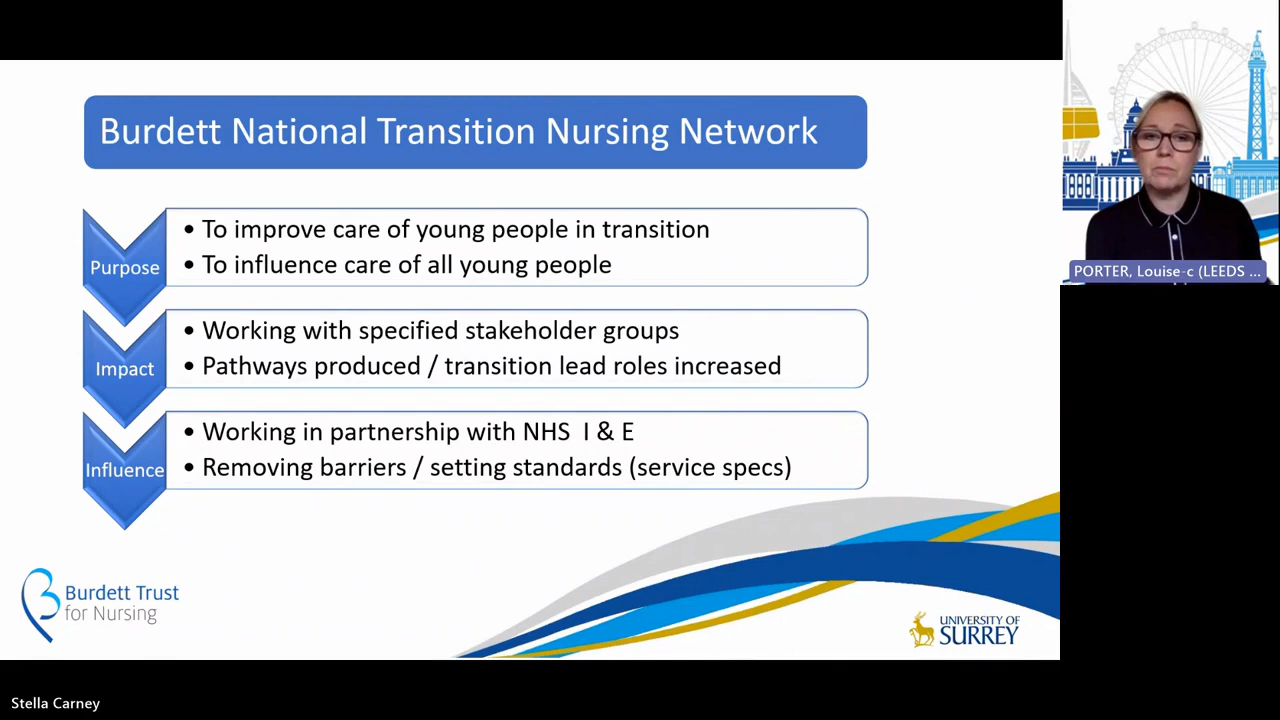 Burdett National Transition Nursing Network
Purpose
• To improve care of young people in transition
• To influence care of all young people
Impact
• Working with specified stakeholder groups
• Pathways produced / transition lead roles increased
Influence
• Working in partnership with NHS I & E
• Removing barriers / setting standards (service specs)
Burdett Trust
for Nursing
UNIVERSITY OF
SURREY
PORTER, Louise-c (LEEDS ...
Stella Carney